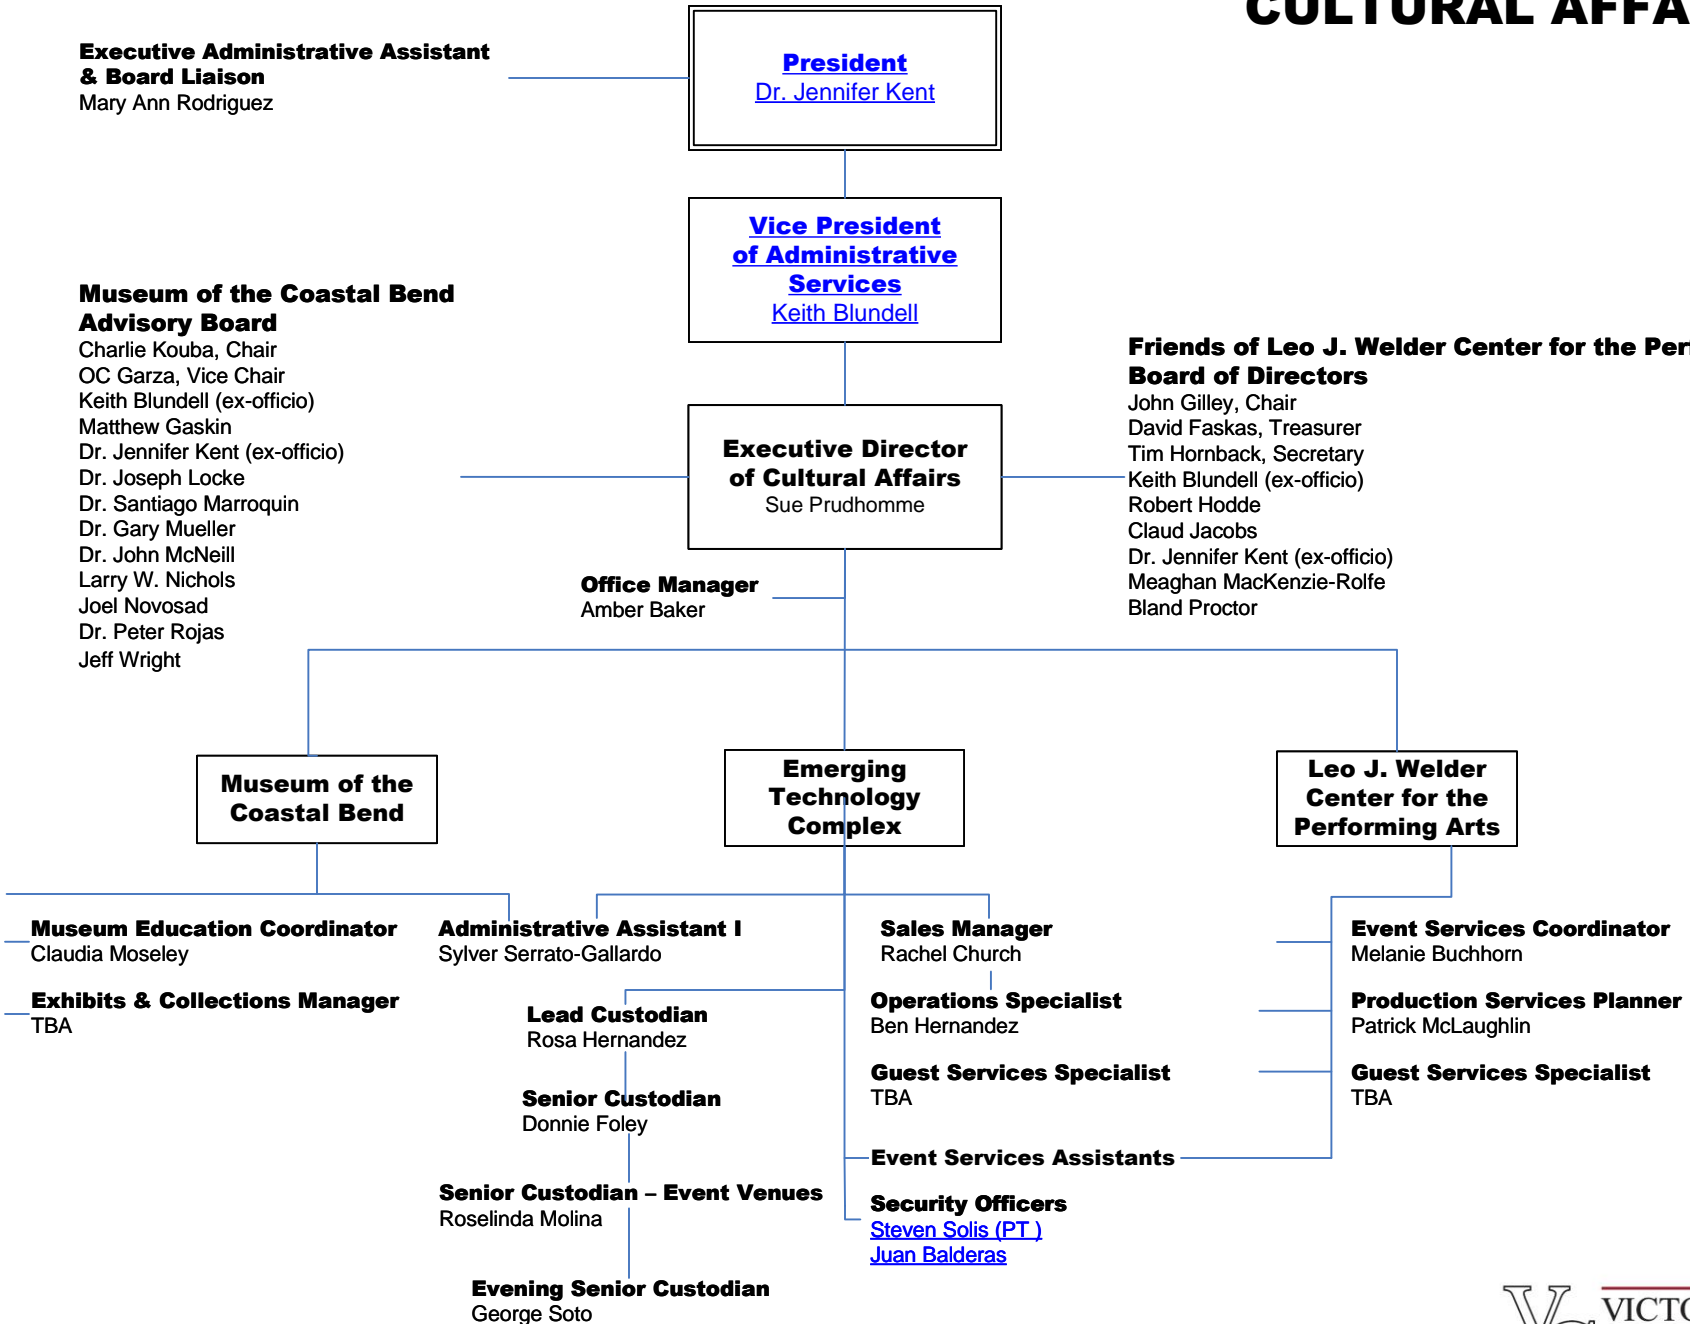 CULTURAL AFFA
Executive Administrative Assistant
& Board Liaison
Mary Ann Rodriguez
President
Dr. Jennifer Kent
Vice President
of Administrative
Services
Keith Blundell
Museum of the Coastal Bend
Advisory Board
Charlie Kouba, Chair
OC Garza, Vice Chair
Keith Blundell (ex-officio)
Matthew Gaskin
Dr. Jennifer Kent (ex-officio)
Dr. Joseph Locke
Dr. Santiago Marroquin
Dr. Gary Mueller
Dr. John McNeill
Larry W. Nichols
Joel Novosad
Dr. Peter Rojas
Jeff Wright
Executive Director
of Cultural Affairs
Sue Prudhomme
Friends of Leo J. Welder Center for the Per
Board of Directors
John Gilley, Chair
David Faskas, Treasurer
Tim Hornback, Secretary
Keith Blundell (ex-officio)
Robert Hodde
Claud Jacobs
Dr. Jennifer Kent (ex-officio)
Meaghan MacKenzie-Rolfe
Bland Proctor
Office Manager
Amber Baker
Museum of the
Coastal Bend
Emerging
Technology
Complex
Leo J. Welder
Center for the
Performing Arts
Museum Education Coordinator
Claudia Moseley
Exhibits & Collections Manager
TBA
Administrative Assistant I
Sylver Serrato-Gallardo
Lead Custodian
Rosa Hernandez
Senior Custodian
Donnie Foley
Senior Custodian – Event Venues
Roselinda Molina
Evening Senior Custodian
George Soto
Sales Manager
Rachel Church
Operations Specialist
Ben Hernandez
Guest Services Specialist
TBA
Event Services Assistants
Security Officers
Steven Solis (PT )
Juan Balderas
Event Services Coordinator
Melanie Buchhorn
Production Services Planner
Patrick McLaughlin
Guest Services Specialist
TBA
VICTO